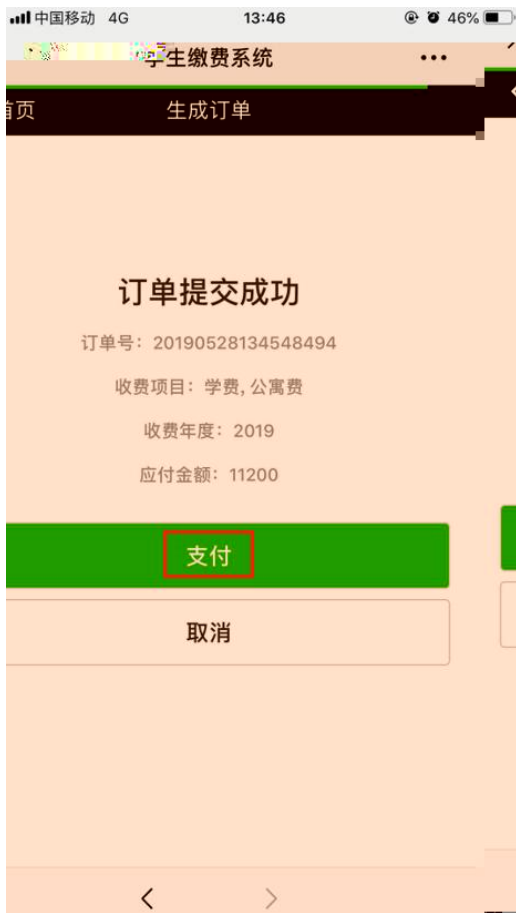 中国移动 4G 13:46 46%
学生缴费系统
首页 生成订单
订单提交成功
订单号: 20190528134548494
收费项目: 学费,公寓费
收费年度: 2019
应付金额: 11200
支付
取消